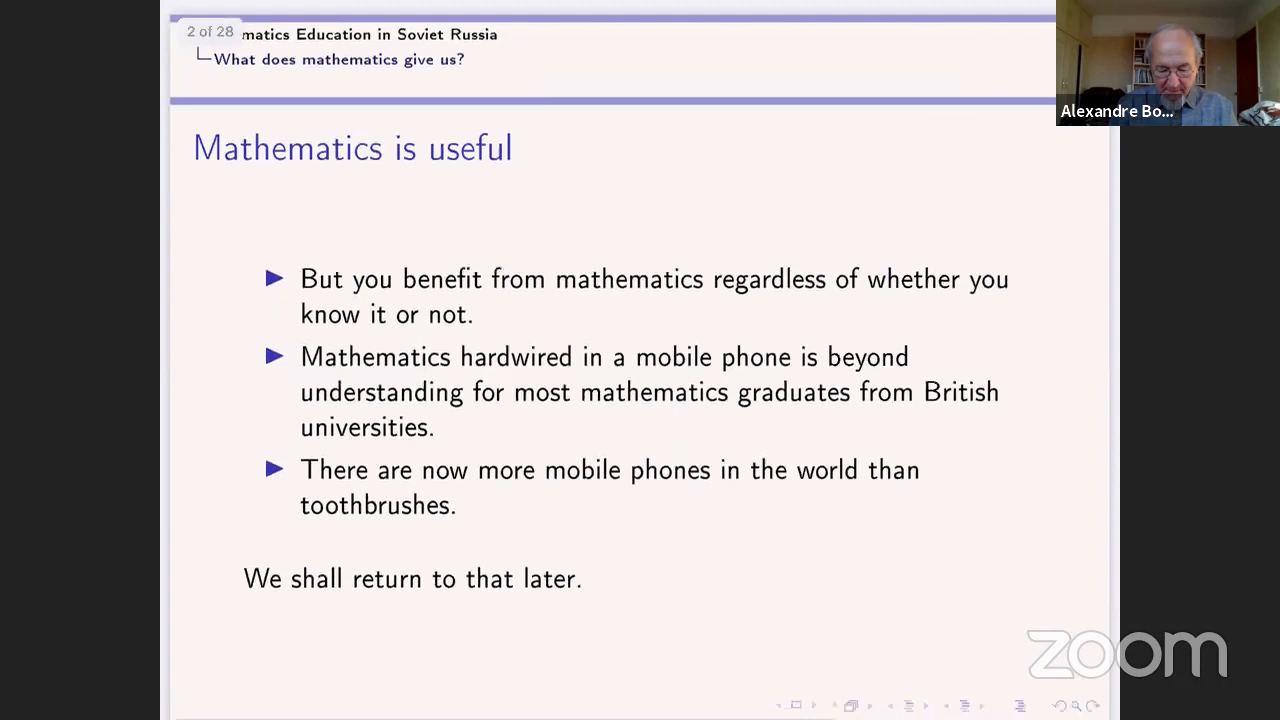 2 of 28
matics Education in Soviet Russia
What does mathematics give us?
Alexandre Bo...
Mathematics is useful
But you benefit from mathematics regardless of whether you
know it or not.
Mathematics hardwired in a mobile phone is beyond
understanding for most mathematics graduates from British
universities.
There are now more mobile phones in the world than
toothbrushes.
We shall return to that later.
zoom